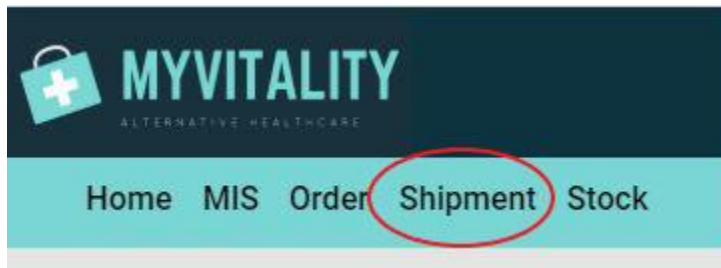 MYVITALITY
ALTERNATIVE HEALTHCARE
Home MIS Order Shipment Stock